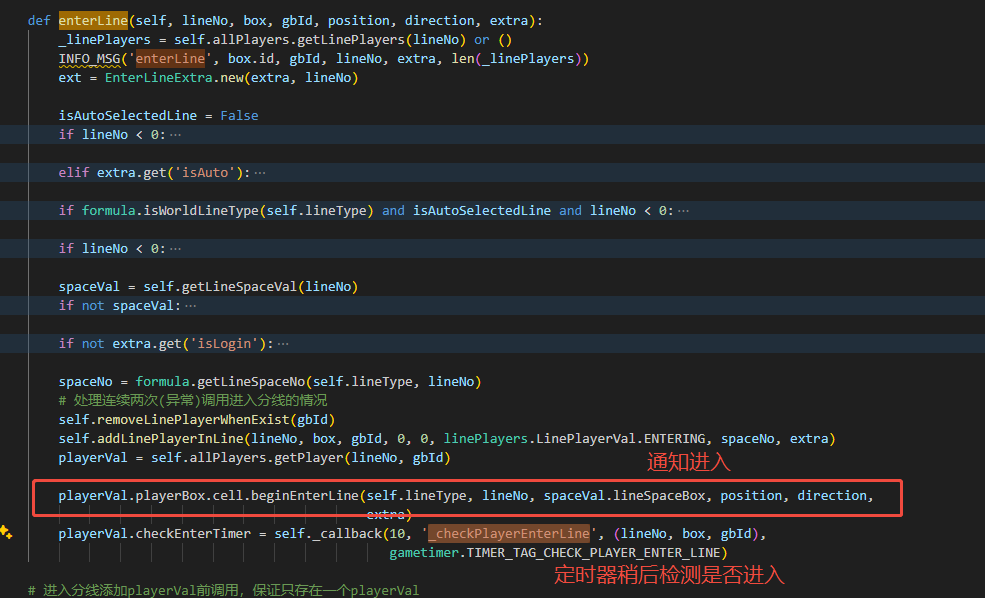 def enterLine(self, lineNo, box, gbId, position, direction, extra):
_linePlayers = self.allPlayers.getLinePlayers(lineNo) or ()
INFO_MSG('enterLine', box.id, gbId, lineNo, extra, len(_linePlayers))
ext = EnterLineExtra.new(extra, lineNo)
isAutoSelectedLine = False
if lineNo < 0:···
elif extra.get('isAuto'):···
if formula.isWorldLineType(self.lineType) and isAutoSelectedLine and lineNo < 0:···
if lineNo < 0:···
spaceVal = self.getLineSpaceVal(lineNo)
if not spaceVal:···
if not extra.get('isLogin'):···
spaceNo = formula.getLineSpaceNo(self.lineType, lineNo)
# 处理连续两次(异常)调用进入分线的情况
self.removeLinePlayerWhenExist(gbId)
self.addLinePlayerInLine(lineNo, box, gbId, 0, 0, linePlayers.LinePlayerVal.ENTERING, spaceNo, extra)
playerVal = self.allPlayers.getPlayer(lineNo, gbId)
通知进入
playerVal.playerBox.cell.beginEnterLine(self.lineType, lineNo, spaceVal.lineSpaceBox, position, direction,
extra)
playerVal.checkEnterTimer = self._callback(10, '_checkPlayerEnterLine', (lineNo, box, gbId),
gametimer.TIMER_TAG_CHECK_PLAYER_ENTER_LINE)
定时器稍后检测是否进入
# 进入分线添加playerVal前调用, 保证只存在一个playerVal